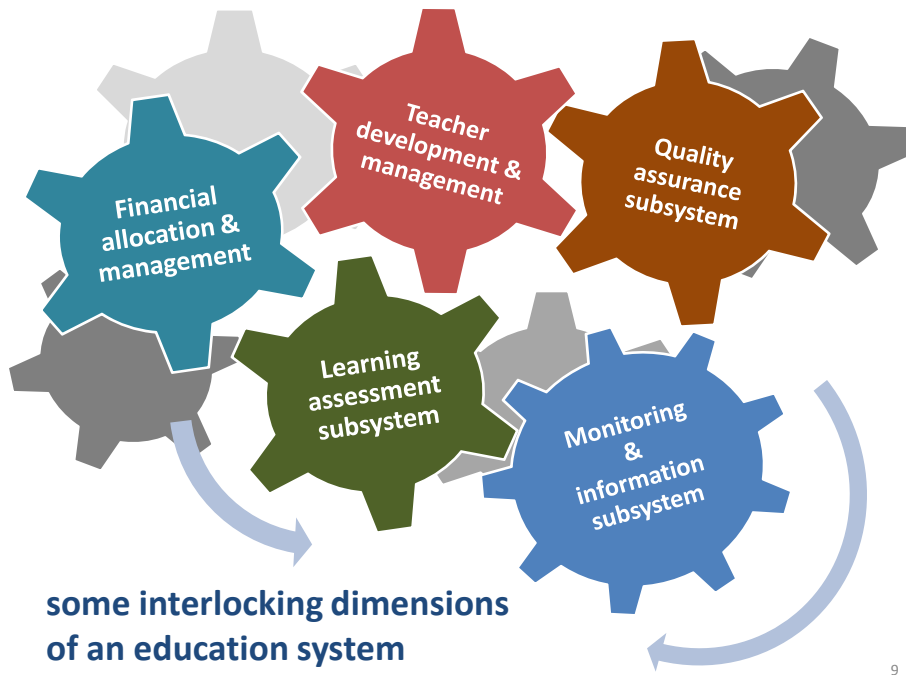 Teacher
development &
management
Quality
assurance
subsystem
Financial
allocation &
management
Learning
assessment
subsystem
Monitoring
&
information
subsystem
some interlocking dimensions
of an education system
9